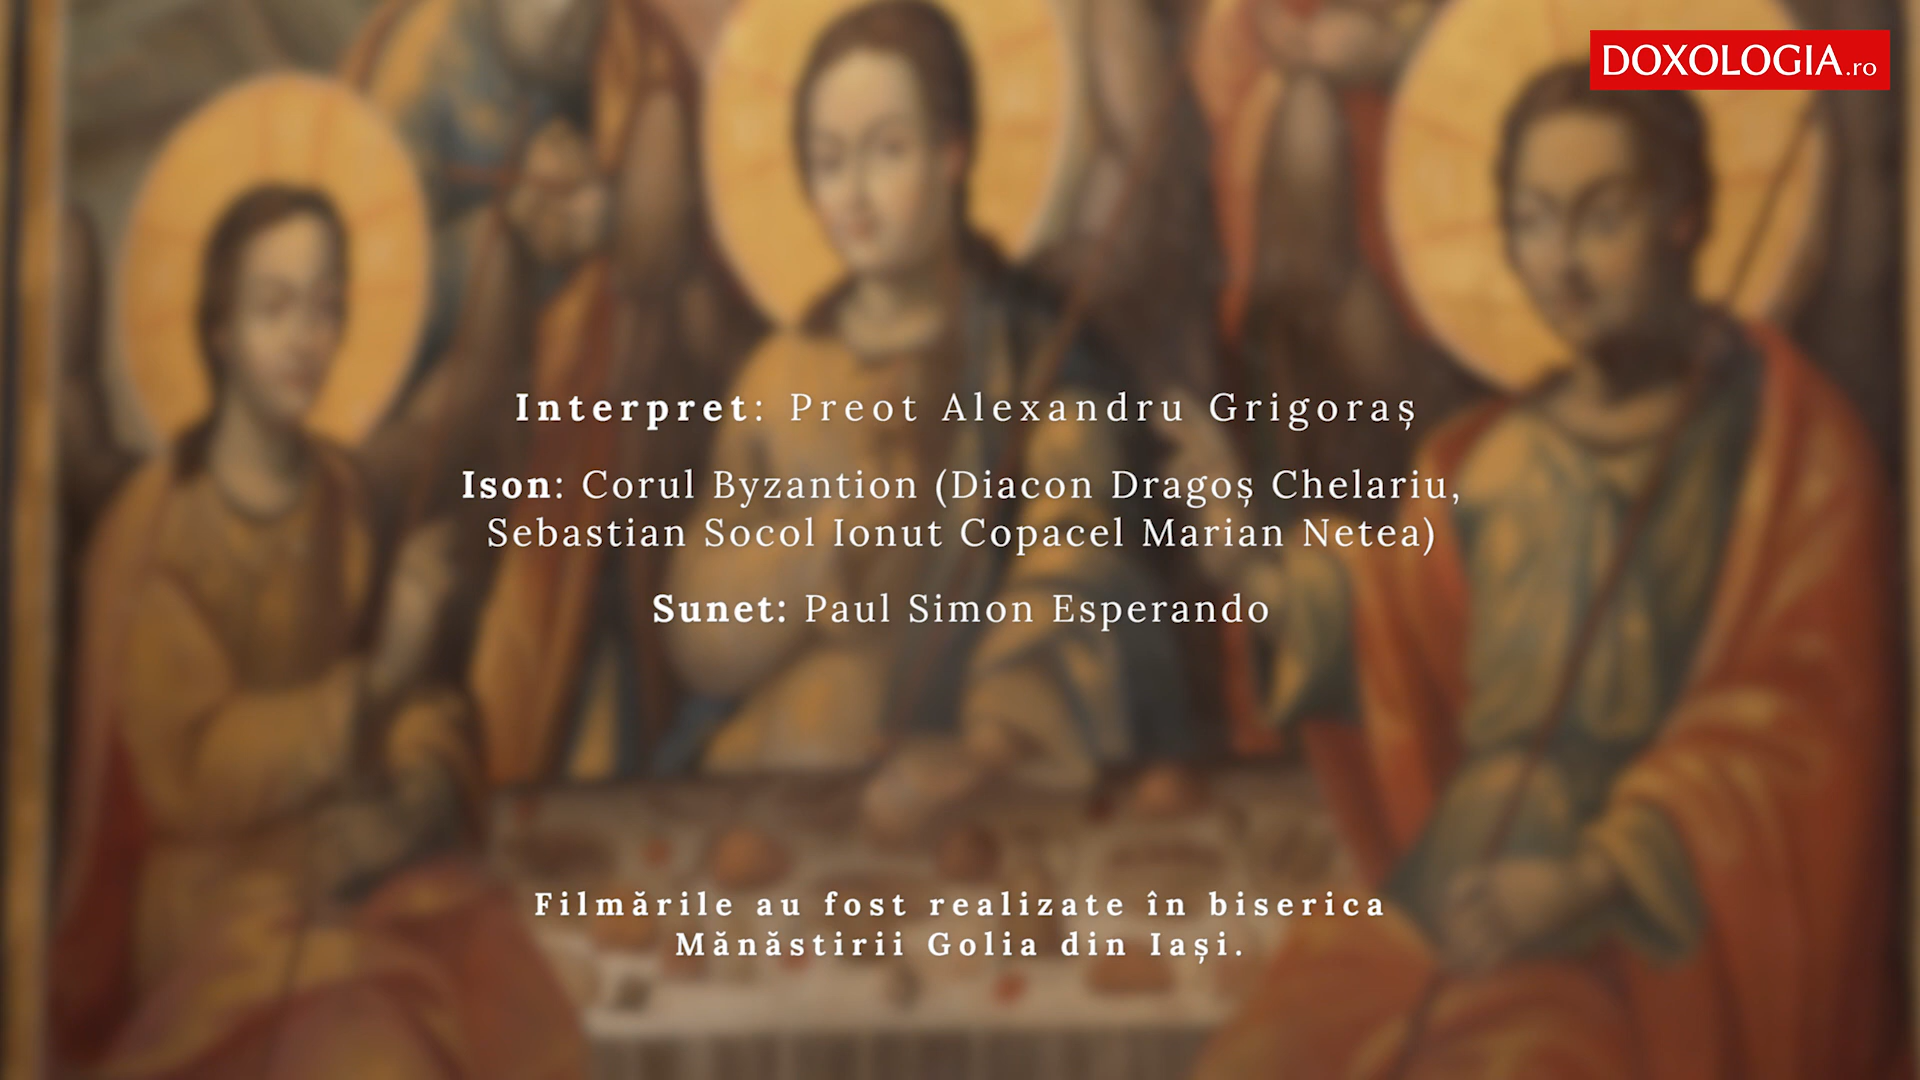 DOXOLOGIA.ro
Interpret: Preot Alexandru Grigoraș
Ison: Corul Byzantion (Diacon Dragoș Chelariu,
Sebastian Socol Ionut Copacel Marian Netea)
Sunet: Paul Simon Esperando
Filmările au fost realizate în biserica
Mănăstirii Golia din Iași.